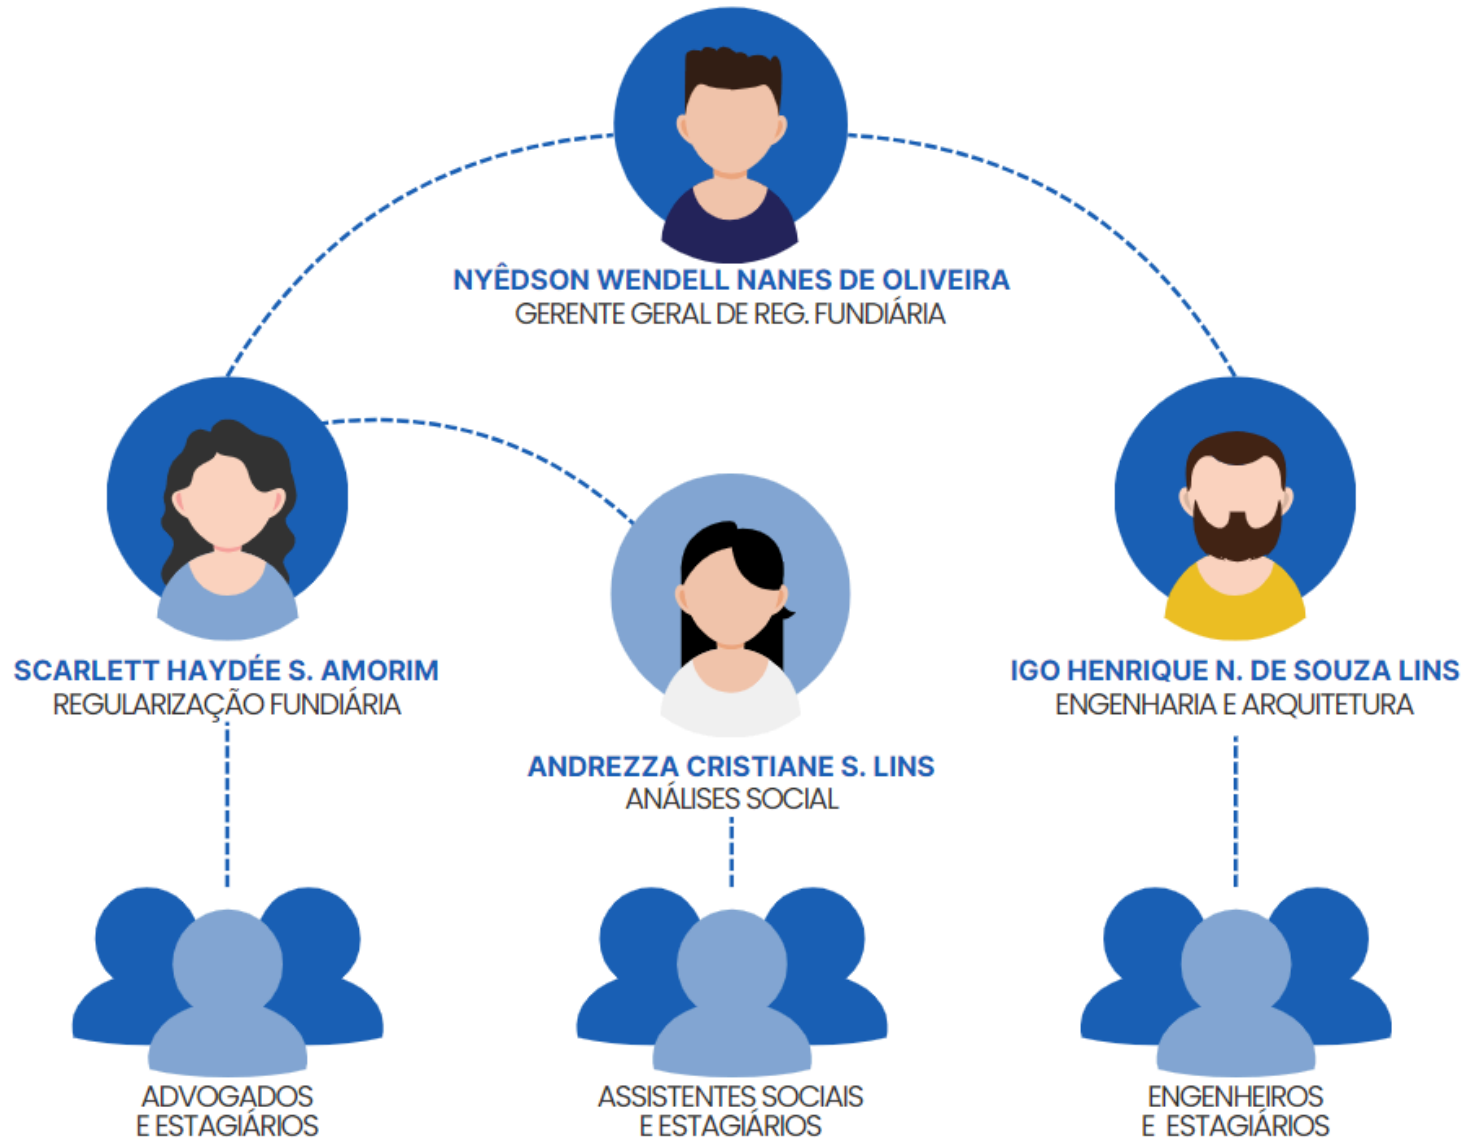 NYÊDSON WENDELL NANES DE OLIVEIRA
GERENTE GERAL DE REG. FUNDIÁRIA
SCARLETT HAYDÉE S. AMORIM
REGULARIZAÇÃO FUNDIÁRIA
IGO HENRIQUE N. DE SOUZA LINS
ENGENHARIA E ARQUITETURA
ANDREZZA CRISTIANE S. LINS
ANÁLISES SOCIAL
ADVOGADOS
E ESTAGIÁRIOS
ASSISTENTES SOCIAIS
E ESTAGIÁRIOS
ENGENHEIROS
E ESTAGIÁRIOS